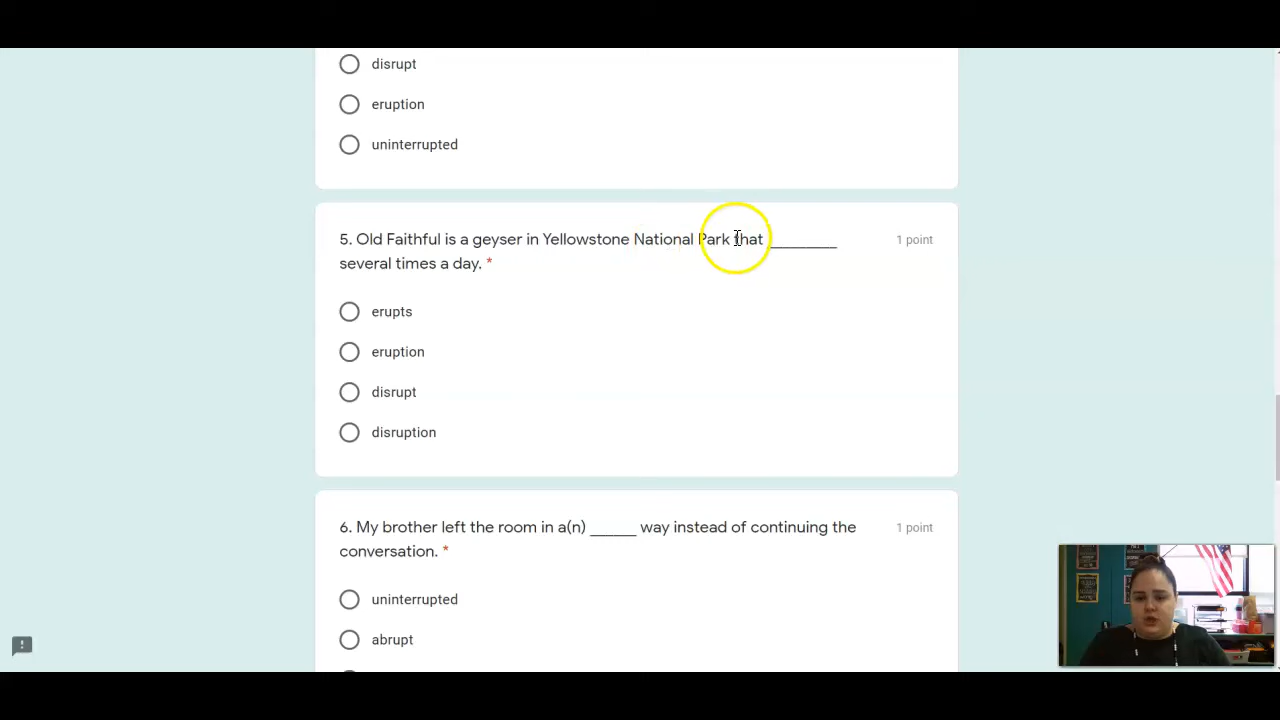 disrupt
eruption
uninterrupted
5. Old Faithful is a geyser in Yellowstone National Park that _________
several times a day. *
1 point
erupts
eruption
disrupt
disruption
6. My brother left the room in a(n) ______ way instead of continuing the
conversation. *
1 point
uninterrupted
abrupt